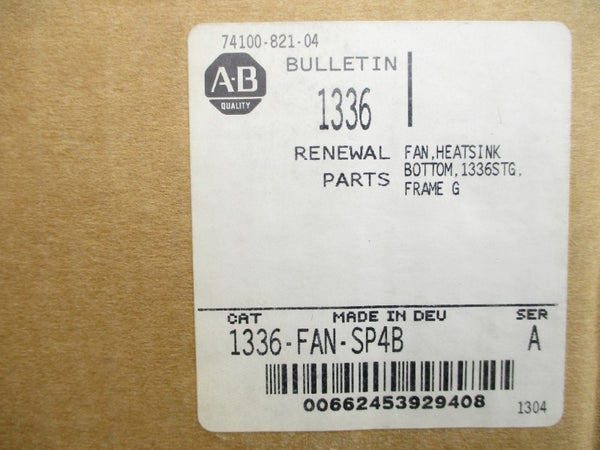 74100-821-04
A-B
QUALITY
BULLETIN
1336
RENEWAL PARTS
FAN,HEATSINK
BOTTOM,1336STG,
FRAME G
CAT MADE IN DEU SER
1336-FAN-SP4B A
00662453929408
1304